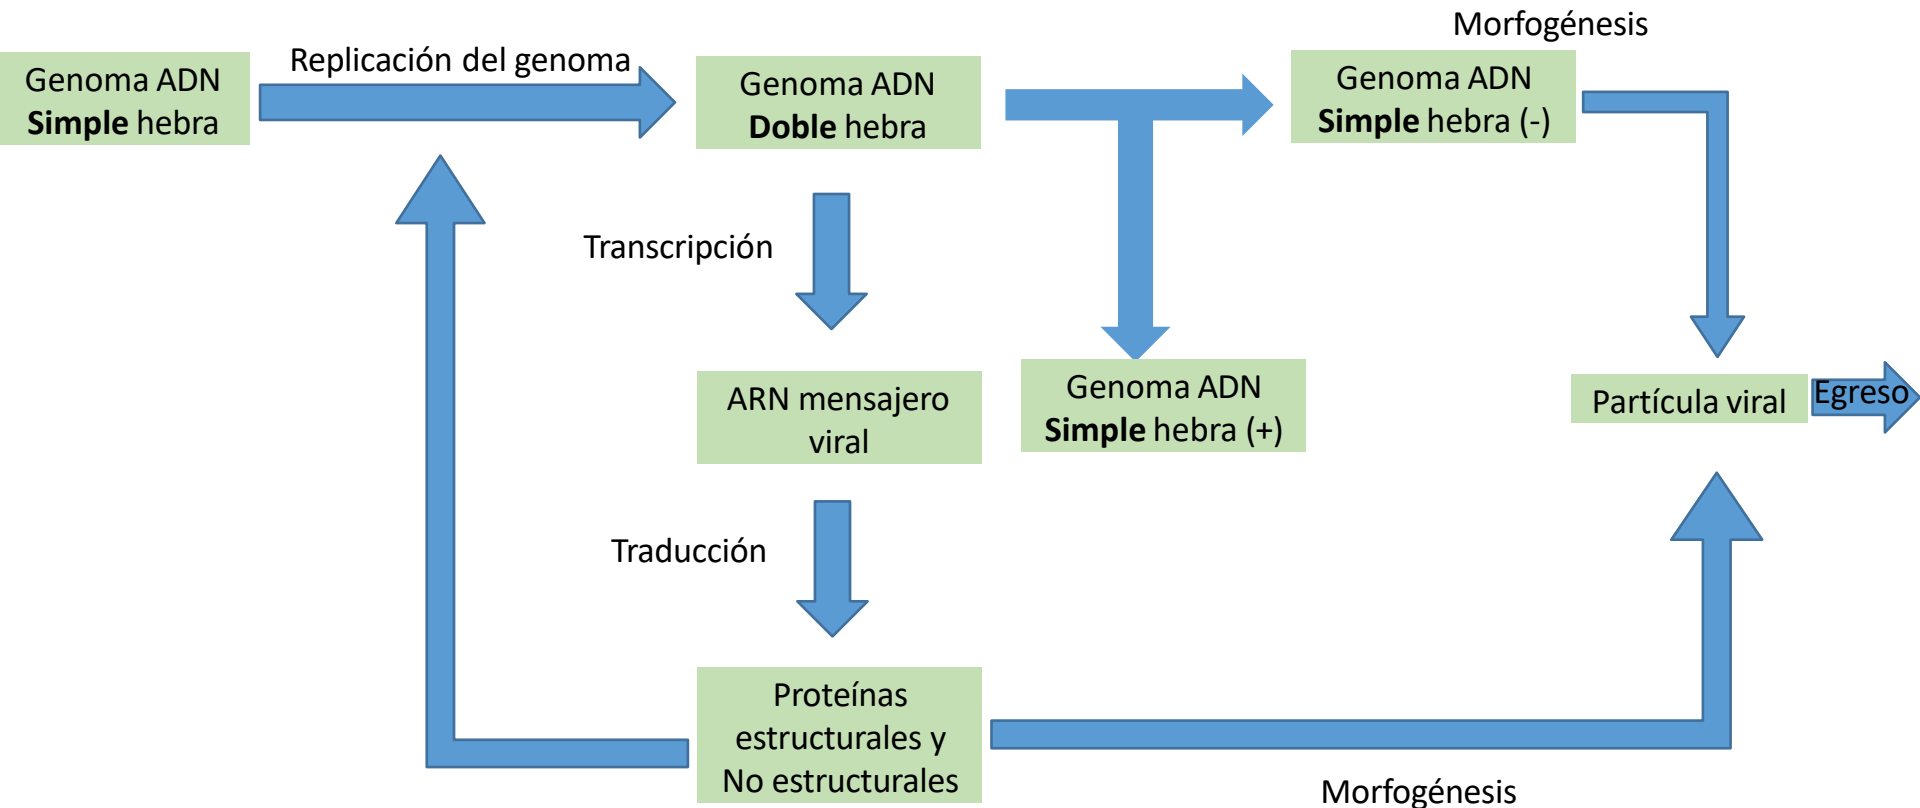 Morfogénesis
Replicación del genoma
Genoma ADN
Simple hebra
Genoma ADN
Doble hebra
Genoma ADN
Simple hebra (-)
Transcripción
ARN mensajero
viral
Genoma ADN
Simple hebra (+)
Partícula viral
Egreso
Traducción
Proteínas
estructurales y
No estructurales
Morfogénesis